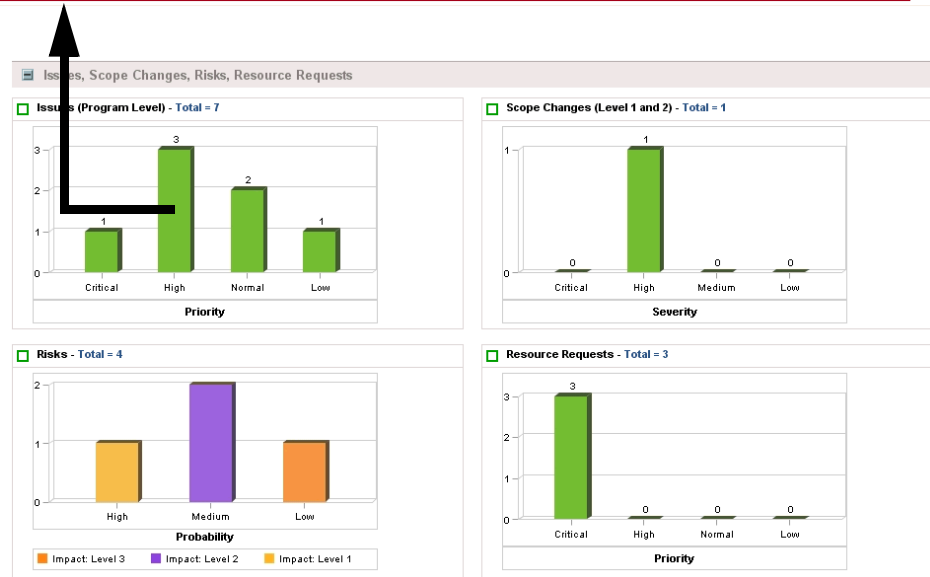 Issues, Scope Changes, Risks, Resource Requests
Issues (Program Level) - Total = 7
3
2
1
0
1
3
2
1
Critical
High
Normal
Low
Priority
Scope Changes (Level 1 and 2) - Total = 1
1
0
0
1
0
0
Critical
High
Medium
Low
Severity
Risks - Total = 4
2
1
0
High
Medium
Low
Probability
Impact: Level 3
Impact: Level 2
Impact: Level 1
Resource Requests - Total = 3
3
2
1
0
3
0
0
0
Critical
High
Normal
Low
Priority